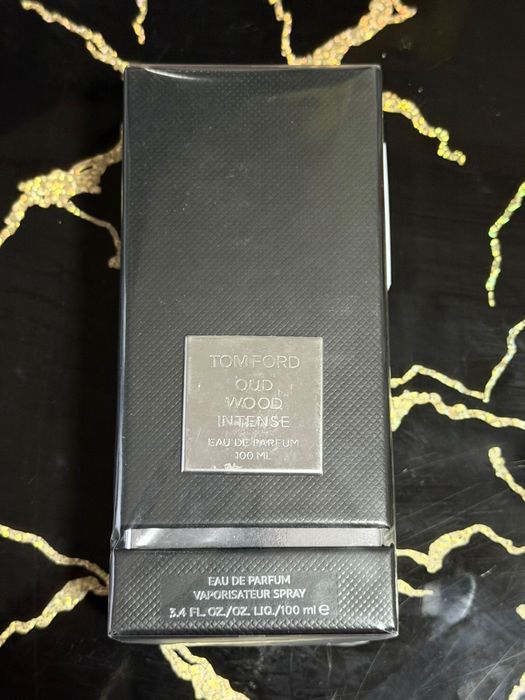 TOM FORD
OUD
WOOD
INTENSE
EAU DE PARFUM
100 ML
EAU DE PARFUM
VAPORISATEUR SPRAY
3.4 FL. OZ./OZ. LIQ./100 ml ℮